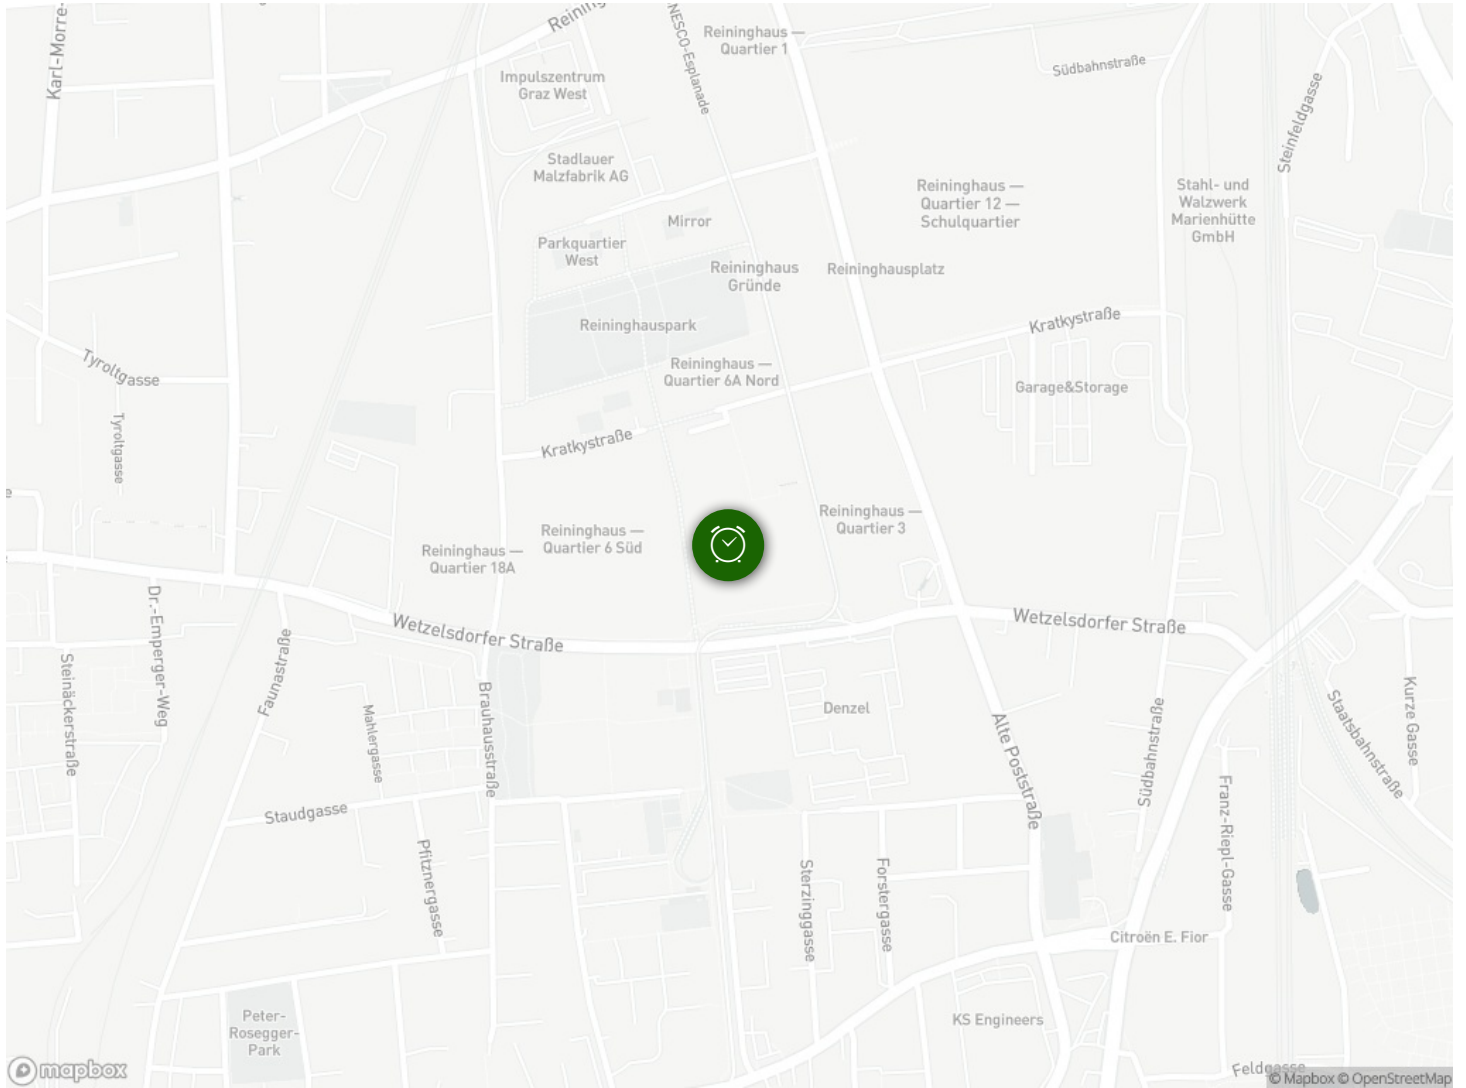 Karl-Morre-
Reining
NESCO-Esplanade
Reininghaus —
Quartier 1
Südbahnstraße
Steinfeldgasse
Impulszentrum
Graz West
Stadlauer
Malzfabrik AG
Reininghaus —
Quartier 12 —
Schulquartier
Stahl- und
Walzwerk
Marienhütte
GmbH
Mirror
Parkquartier
West
Reininghaus
Gründe
Reininghausplatz
Reininghauspark
Kratkystraße
Tyroltgasse
Reininghaus —
Quartier 6A Nord
Garage&Storage
Tyroltgasse
Kratkystraße
Reininghaus —
Quartier 3
Reininghaus —
Quartier 6 Süd
Reininghaus —
Quartier 18A
Wetzelsdorfer Straße
Wetzelsdorfer Straße
Dr.-Emperger-Weg
Faunastraße
Steinäckerstraße
Brauhausstraße
Mahlergasse
Denzel
Alte Poststraße
Südbahnstraße
Staatsbahnstraße
Kurze Gasse
Staudgasse
Franz-Riepl-Gasse
Pfitznergasse
Sterzinggasse
Forstergasse
Citroën E. Fior
Peter-
Rosegger-
Park
KS Engineers
Feldgasse
mapbox
© Mapbox © OpenStreetMap